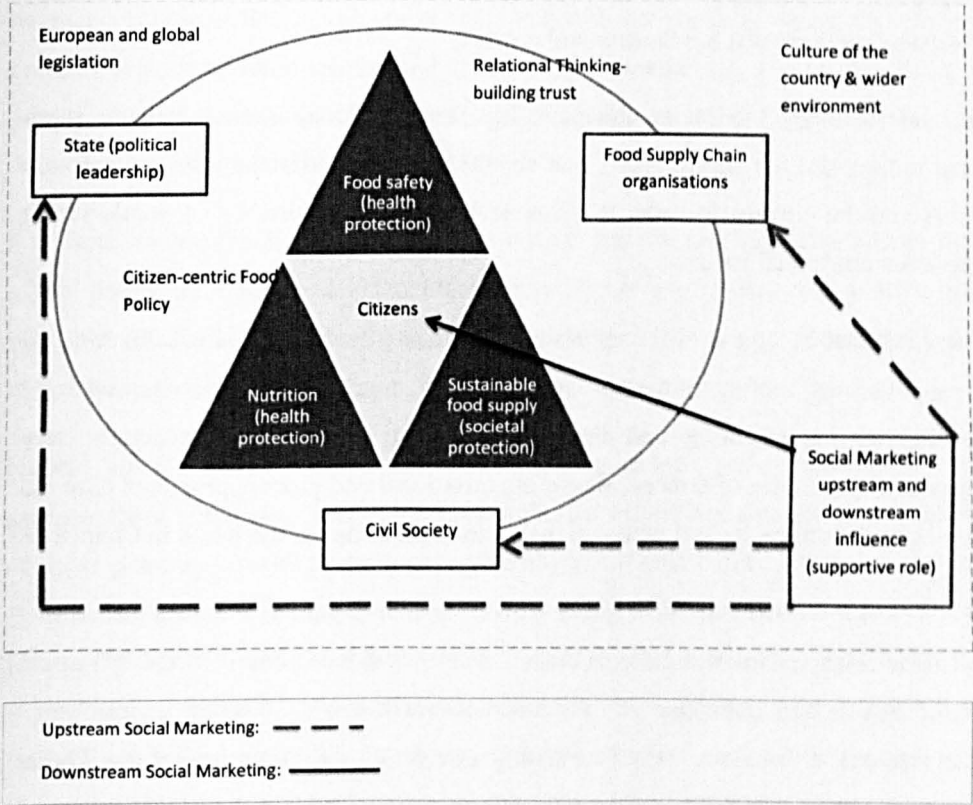 European and global
legislation
Relational Thinking-
building trust
Culture of the
country & wider
environment
State (political
leadership)
Food Supply Chain
organisations
Food safety
(health
protection)
Citizen-centric Food
Policy
Citizens
Nutrition
(health
protection)
Sustainable
food supply
(societal
protection)
Social Marketing
upstream and
downstream
influence
(supportive role)
Civil Society
Upstream Social Marketing:
Downstream Social Marketing: